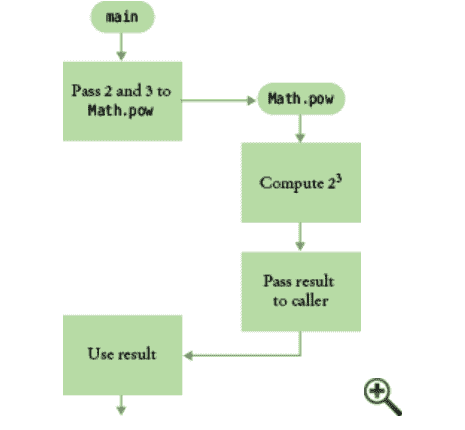 main
Pass 2 and 3 to
Math.pow
Math.pow
Compute 2³
Pass result
to caller
Use result